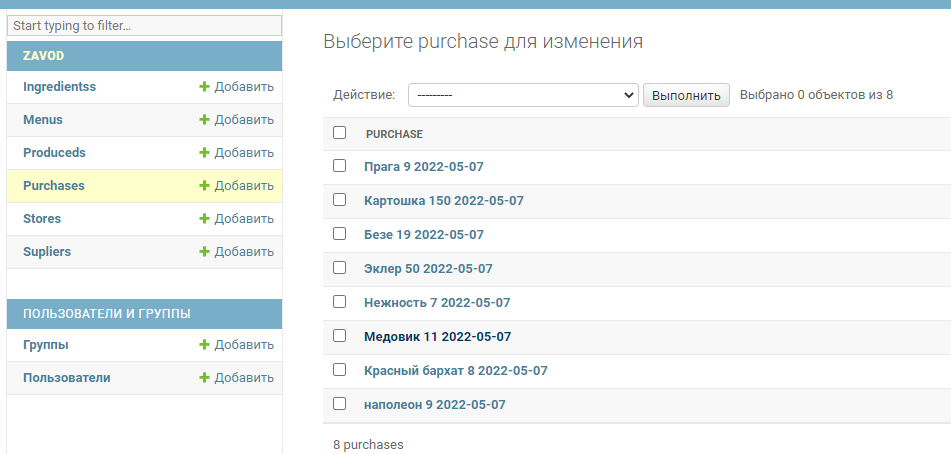 Start typing to filter…
ZAVOD
Ingredientss Добавить
Menus Добавить
Produceds Добавить
Purchases Добавить
Stores Добавить
Supliers Добавить
ПОЛЬЗОВАТЕЛИ И ГРУППЫ
Группы Добавить
Пользователи Добавить
Выберите purchase для изменения
Действие: --------- Выполнить Выбрано 0 объектов из 8
PURCHASE
Прага 9 2022-05-07
Картошка 150 2022-05-07
Безе 19 2022-05-07
Эклер 50 2022-05-07
Нежность 7 2022-05-07
Медовик 11 2022-05-07
Красный бархат 8 2022-05-07
наполеон 9 2022-05-07
8 purchases